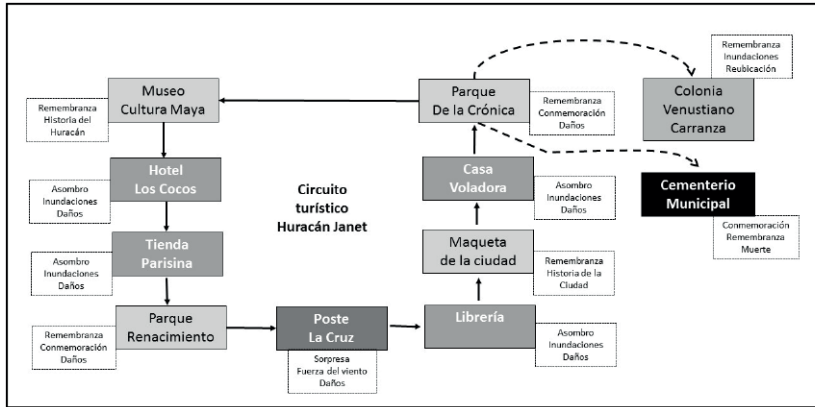 Museo
Cultura Maya
Remembranza
Historia del
Huracán
Hotel
Los Cocos
Asombro
Inundaciones
Daños
Tienda
Parisina
Asombro
Inundaciones
Daños
Parque
Renacimiento
Remembranza
Conmemoración
Daños
Circuito
turístico
Huracán Janet
Poste
La Cruz
Sorpresa
Fuerza del viento
Daños
Librería
Asombro
Inundaciones
Daños
Maqueta
de la ciudad
Remembranza
Historia de la
Ciudad
Casa
Voladora
Asombro
Inundaciones
Daños
Parque
De la Crónica
Remembranza
Conmemoración
Daños
Remembranza
Inundaciones
Reubicación
Colonia
Venustiano
Carranza
Cementerio
Municipal
Conmemoración
Remembranza
Muerte